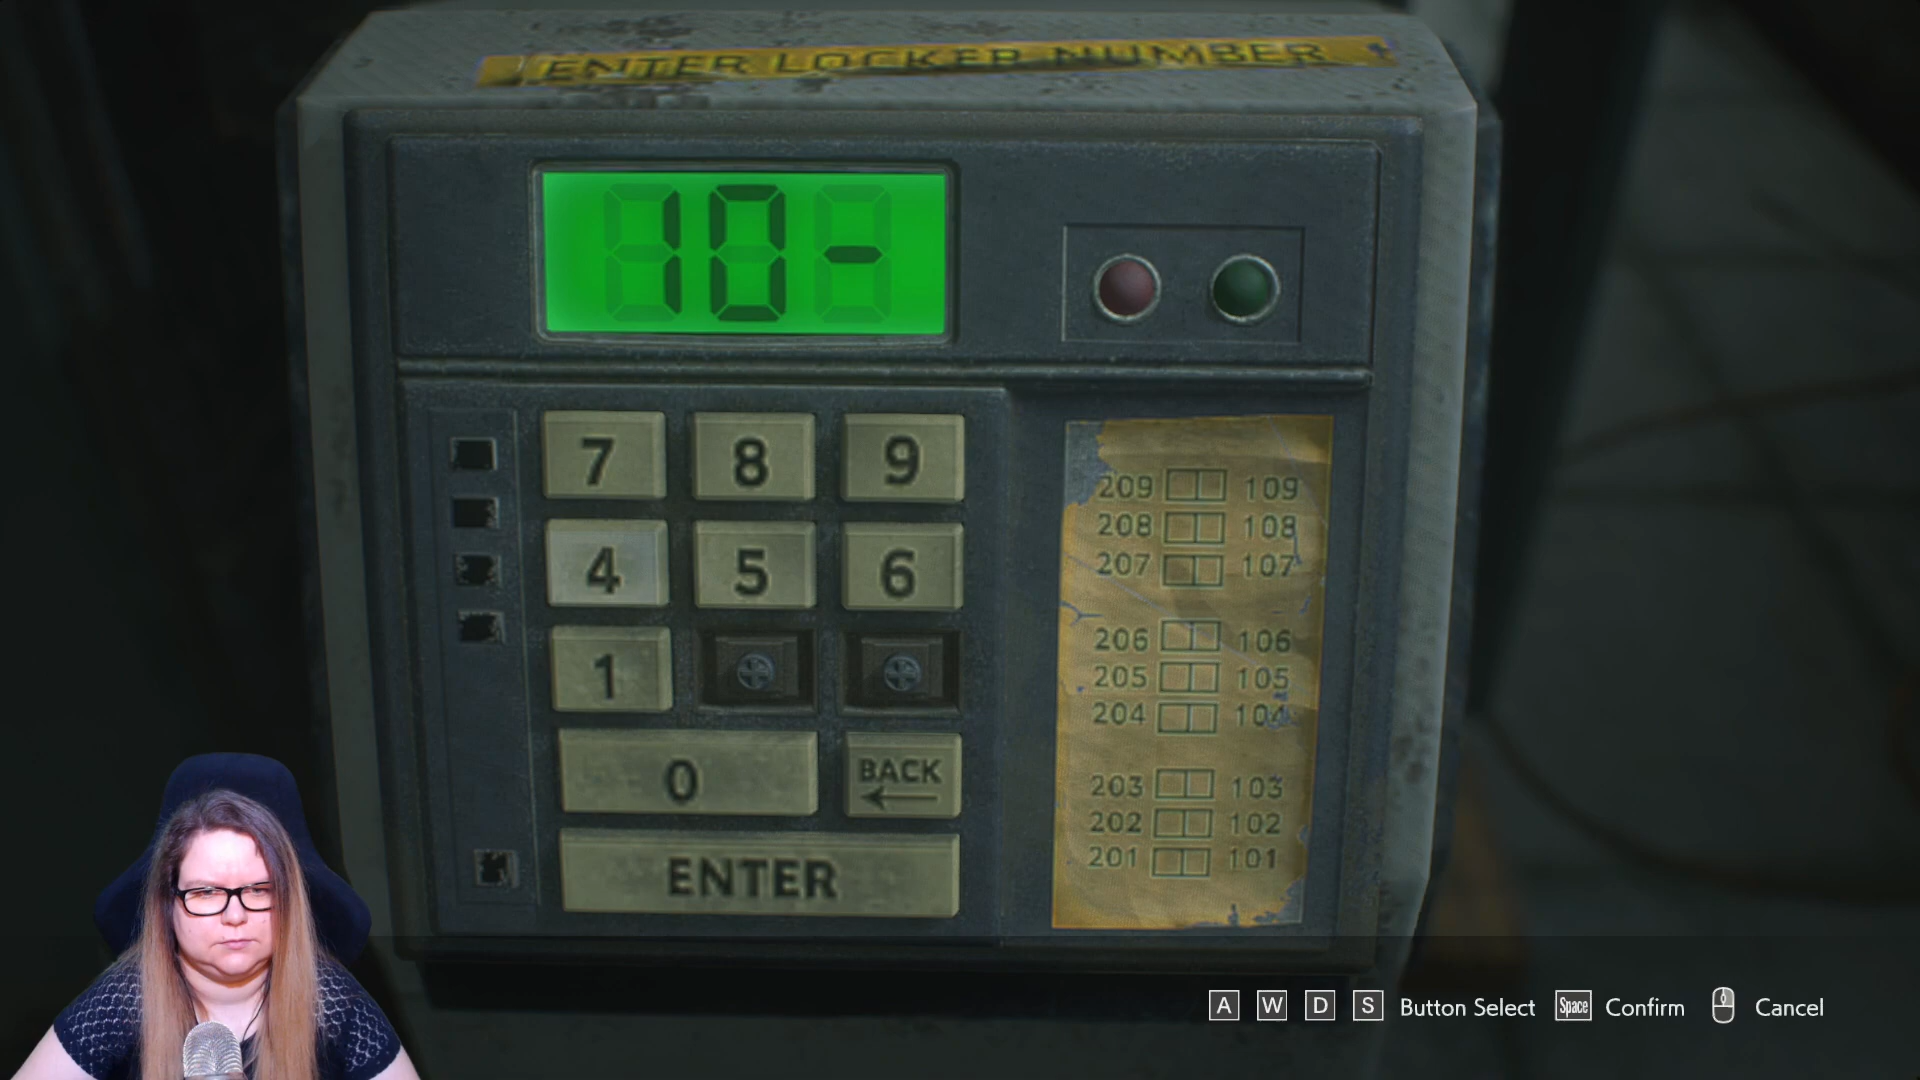 ENTER LOCKER NUMBER
10-
7 8 9
4 5 6
1
0 BACK
ENTER
209 109
208 108
207 107
206 106
205 105
204 104
203 103
202 102
201 101
A W D S Button Select Space Confirm Cancel